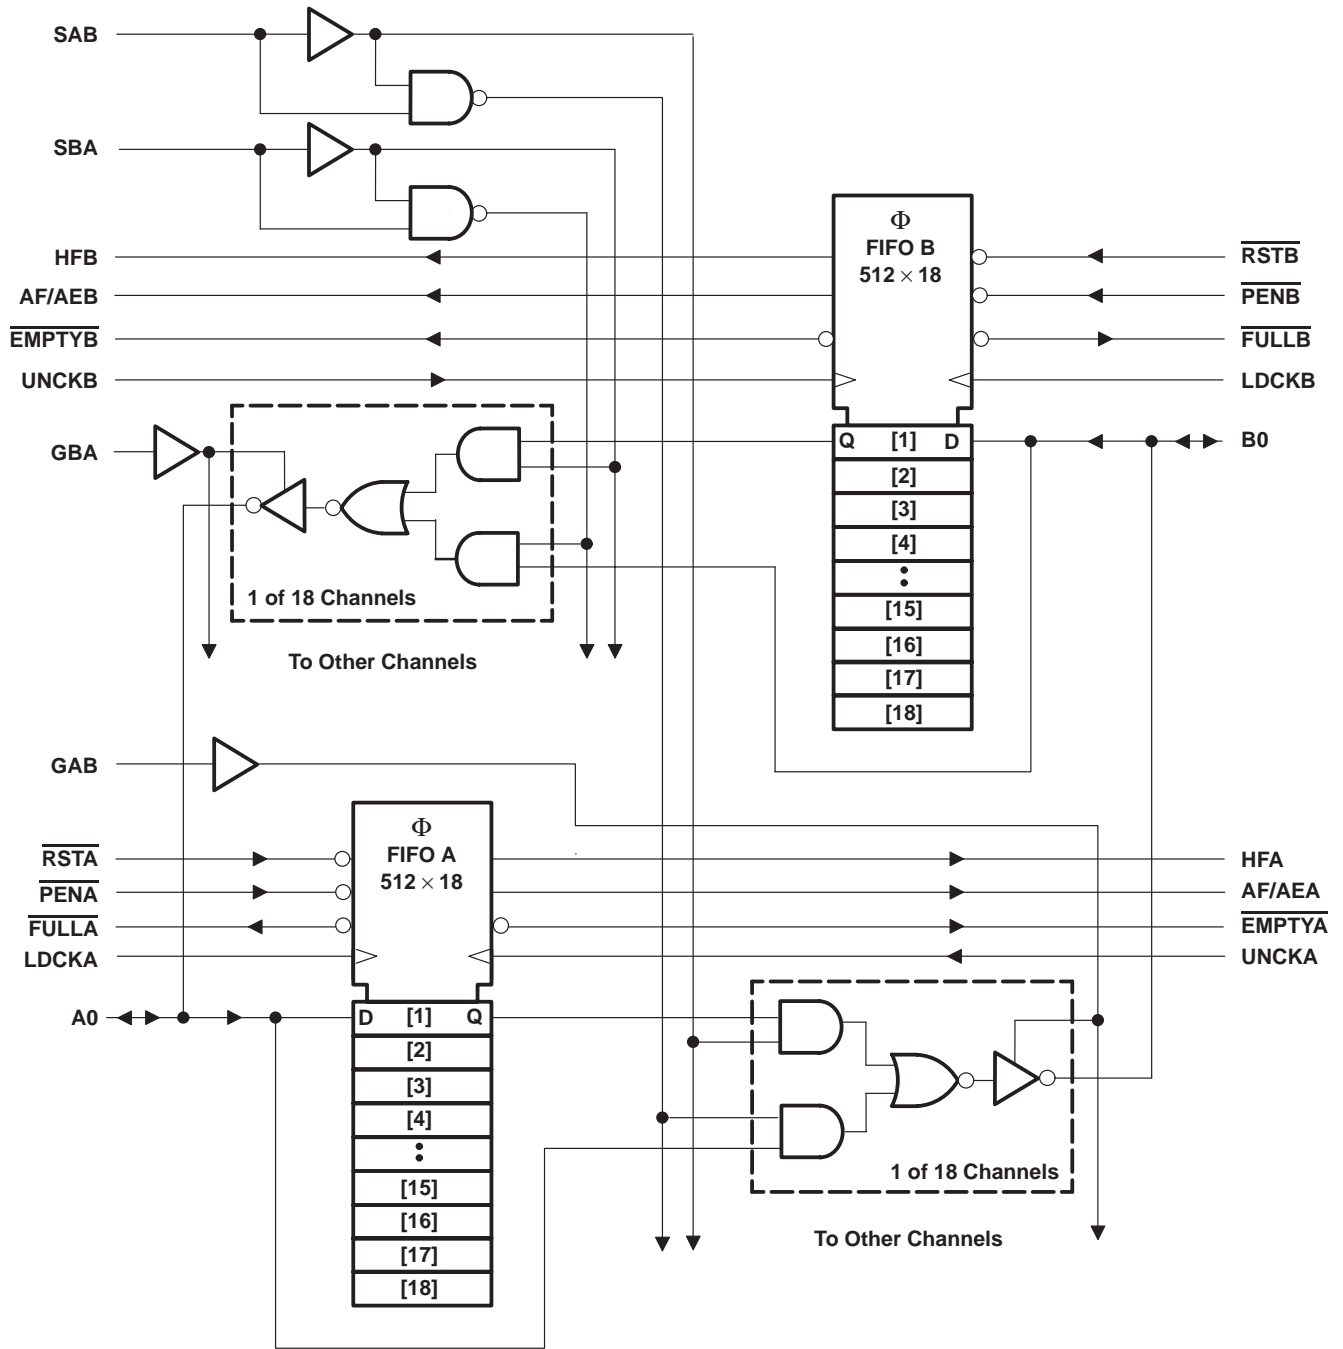 SAB
SBA
HFB
AF/AEB
EMPTYB
UNCKB
GBA
Φ
FIFO B
512 × 18
RSTB
PENB
FULLB
LDCKB
B0
Q [1] D
[2]
[3]
[4]
[15]
[16]
[17]
[18]
1 of 18 Channels
To Other Channels
GAB
RSTA
PENA
FULLA
LDCKA
A0
Φ
FIFO A
512 × 18
D [1] Q
[2]
[3]
[4]
[15]
[16]
[17]
[18]
HFA
AF/AEA
EMPTYA
UNCKA
1 of 18 Channels
To Other Channels